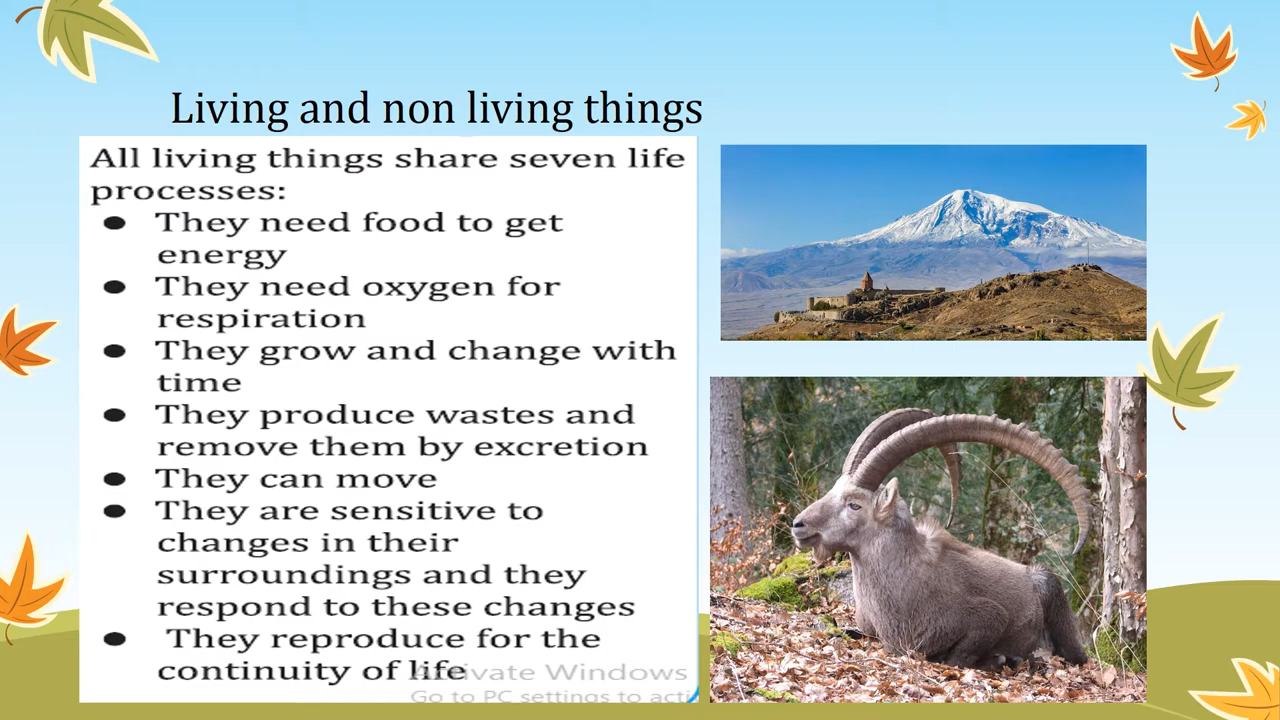 Living and non living things
All living things share seven life
processes:
● They need food to get
energy
● They need oxygen for
respiration
● They grow and change with
time
● They produce wastes and
remove them by excretion
● They can move
● They are sensitive to
changes in their
surroundings and they
respond to these changes
● They reproduce for the
continuity of life
Activate Windows
Go to PC settings to acti